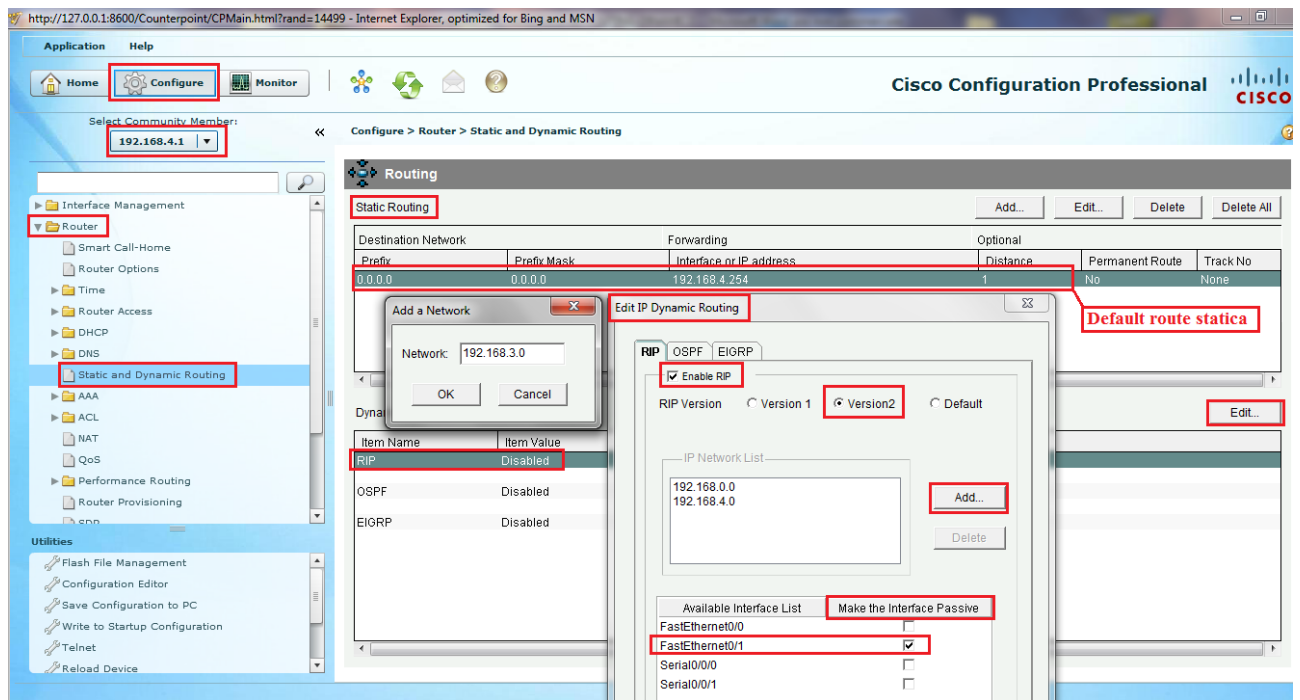 http://127.0.0.1:8600/Counterpoint/CPMain.html?rand=14499 - Internet Explorer, optimized for Bing and MSN
Application Help
Home Configure Monitor
Cisco Configuration Professional
CISCO
Select Community Member:
192.168.4.1
«
Configure > Router > Static and Dynamic Routing
Routing
Interface Management
Router
Smart Call-Home
Router Options
Time
Router Access
DHCP
DNS
Static and Dynamic Routing
AAA
ACL
NAT
QoS
Performance Routing
Router Provisioning
SDP
Utilities
Flash File Management
Configuration Editor
Save Configuration to PC
Write to Startup Configuration
Telnet
Reload Device
Static Routing
Add... Edit... Delete Delete All
Destination Network Forwarding Optional
Prefix Prefix Mask Interface or IP address Distance Permanent Route Track No
0.0.0.0 0.0.0.0 192.168.4.254 1 No None
Default route statica
Add a Network
Network: 192.168.3.0
OK Cancel
Edit...
Item Name Item Value
RIP Disabled
OSPF Disabled
EIGRP Disabled
Edit IP Dynamic Routing
RIP OSPF EIGRP
Enable RIP
RIP Version Version 1 Version2 Default
IP Network List
192.168.0.0
192.168.4.0
Add...
Delete
Available Interface List Make the Interface Passive
FastEthernet0/0
FastEthernet0/1
Serial0/0/0
Serial0/0/1